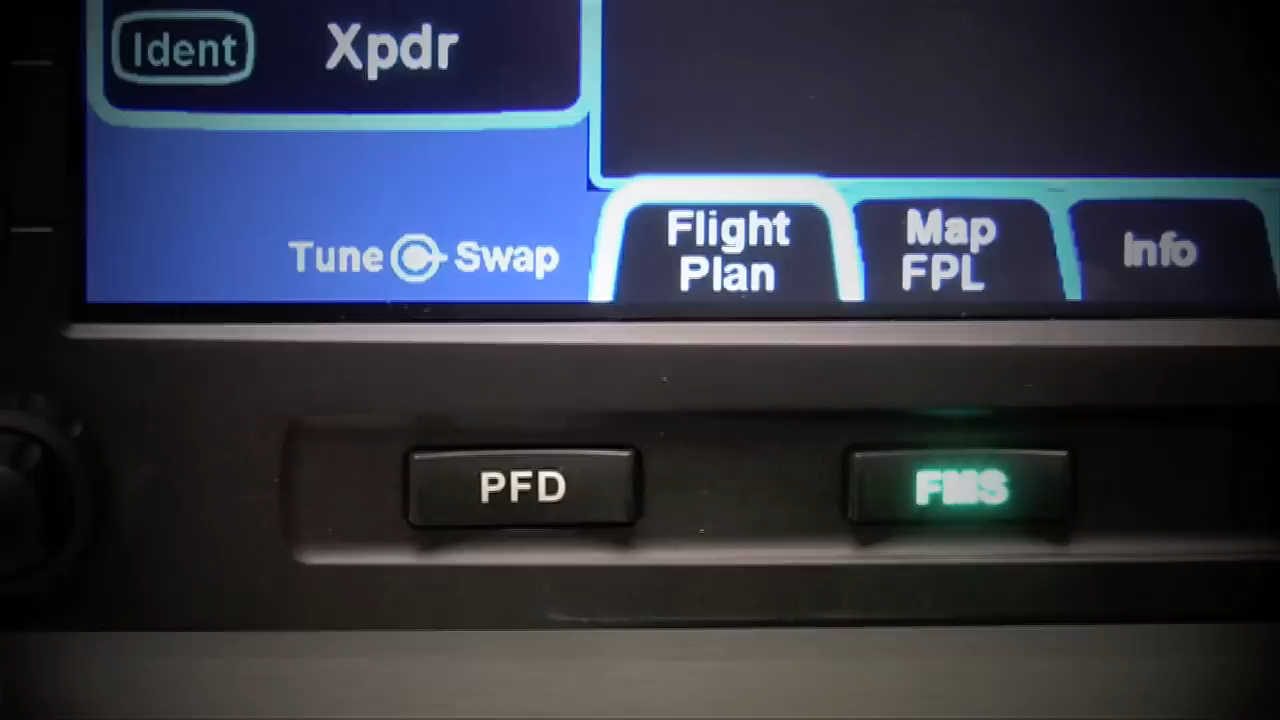 Ident Xpdr
Tune Swap
Flight
Plan
Map
FPL
Info
PFD
FMS